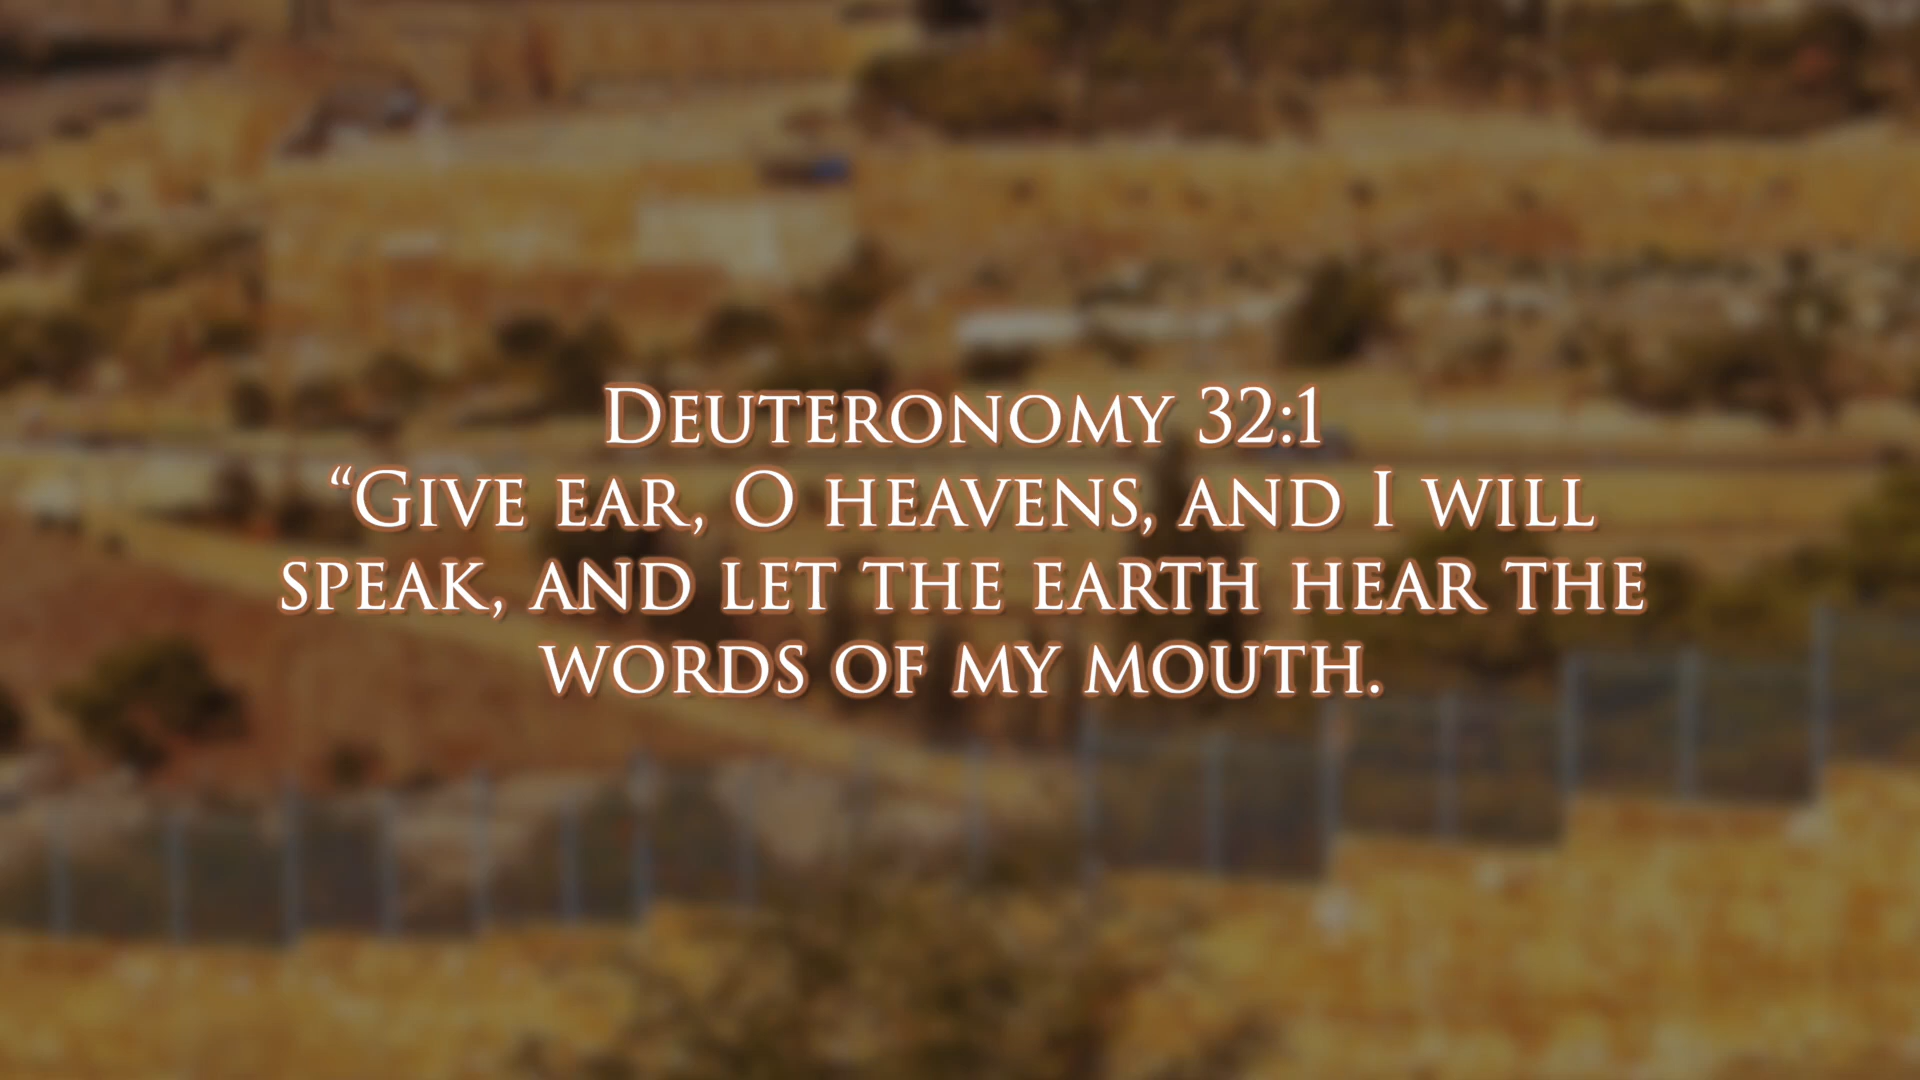 Deuteronomy 32:1
“Give ear, O heavens, and I will
speak, and let the earth hear the
words of my mouth.